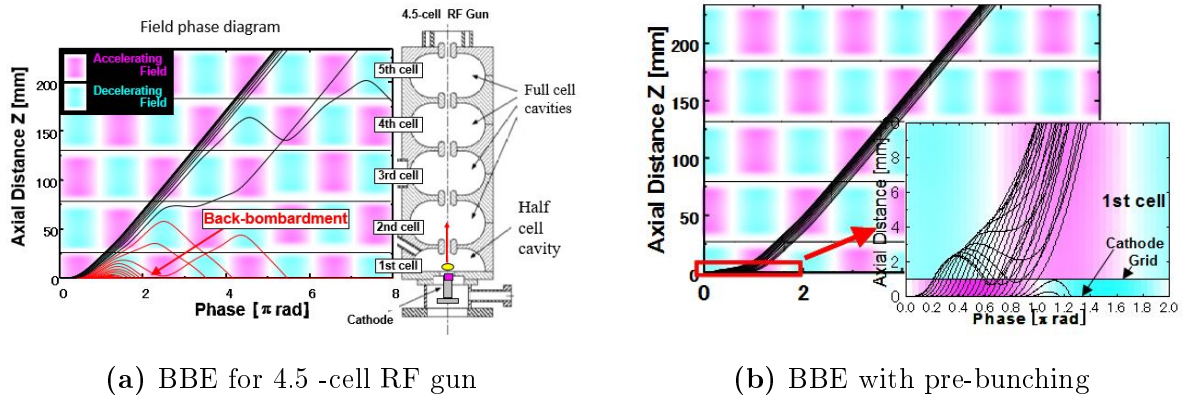 Field phase diagram
4.5-cell RF Gun
Accelerating
Field
Decelerating
Field
Axial Distance Z [mm]
200
150
100
50
0
0 2 4 6 8
Phase [π rad]
Back-bombardment
5th cell
4th cell
3rd cell
2nd cell
1st cell
Full cell
cavities
Half
cell
cavity
Cathode
(a) BBE for 4.5 -cell RF gun
Axial Distance Z [mm]
200
150
100
50
0
0 2
Axial Distance [mm]
8
6
4
2
0
1st cell
Cathode
Grid
0.0 0.2 0.4 0.6 0.8 1.0 1.2 1.4 1.6 1.8 2.0
Phase [π rad]
(b) BBE with pre-bunching